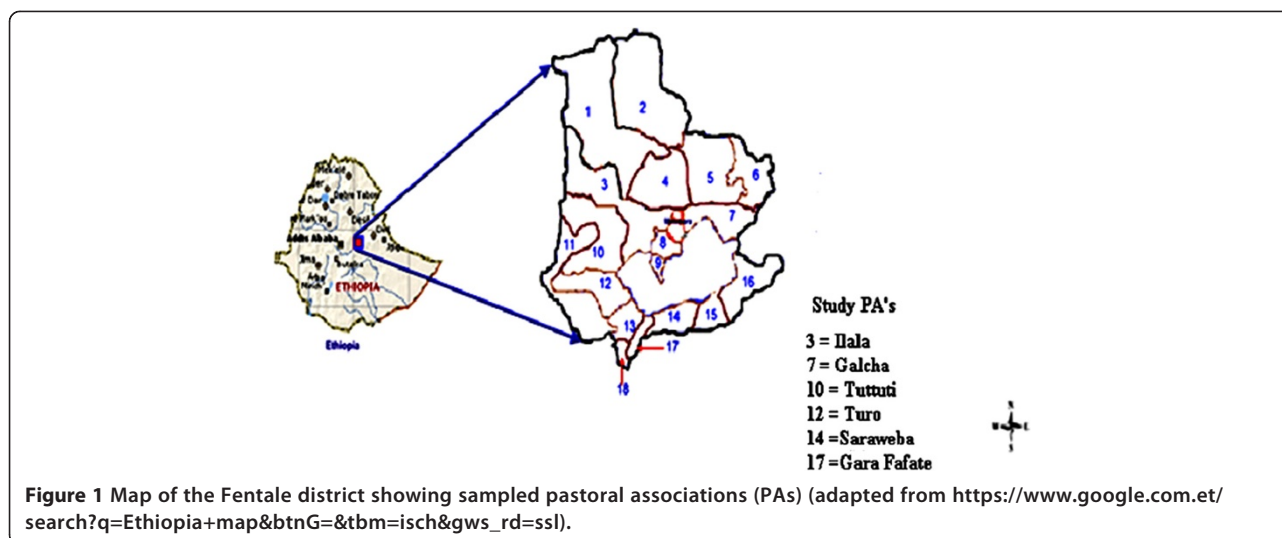 1
2
3
4
5
6
7
8
9
10
11
12
13
14
15
16
17
18
Debre Tabor
Addis Ababa
ETHIOPIA
Ethiopia
Study PA's
3 = Ilala
7 = Galcha
10 = Tuttuti
12 = Turo
14 = Saraweba
17 =Gara Fafate
N
S
Figure 1 Map of the Fentale district showing sampled pastoral associations (PAs) (adapted from https://www.google.com.et/
search?q=Ethiopia+map&btnG=&tbm=isch&gws_rd=ssl).